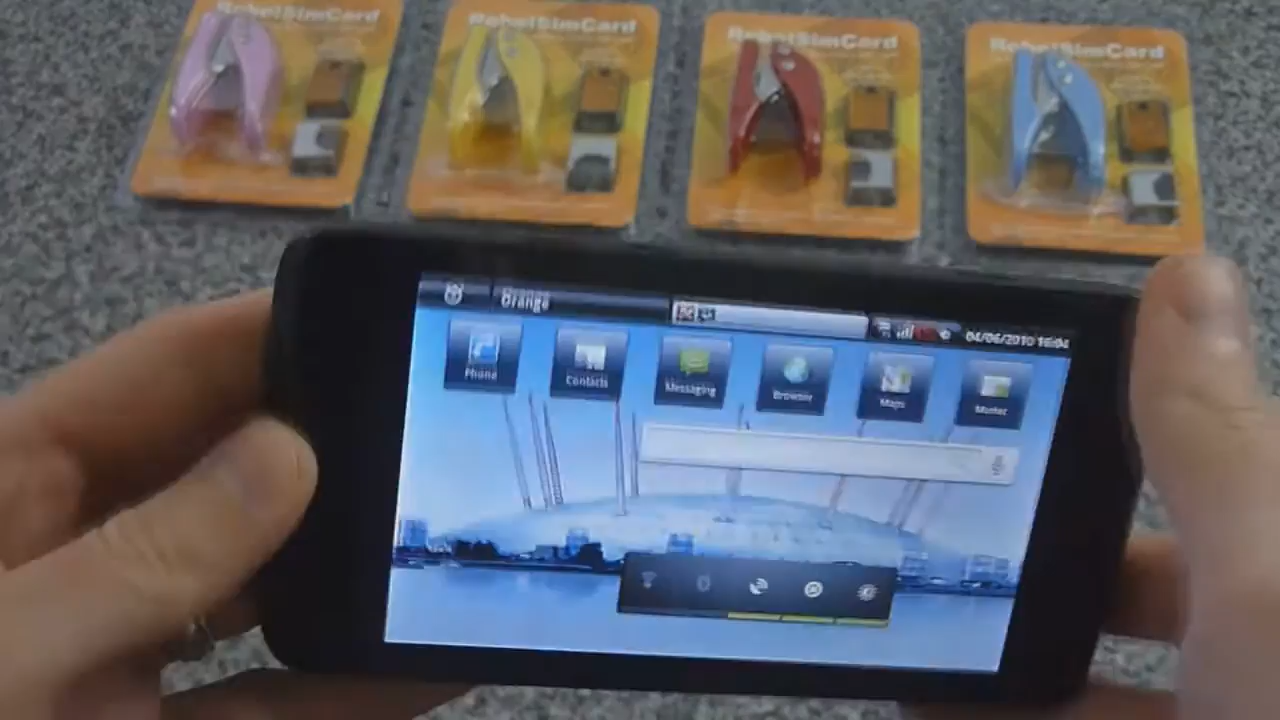 RebelSimCard
RebelSimCard
RebelSimCard
RebelSimCard
Orange
04/06/2010 16:04
Phone
Contacts
Messaging
Browser
Maps
Market